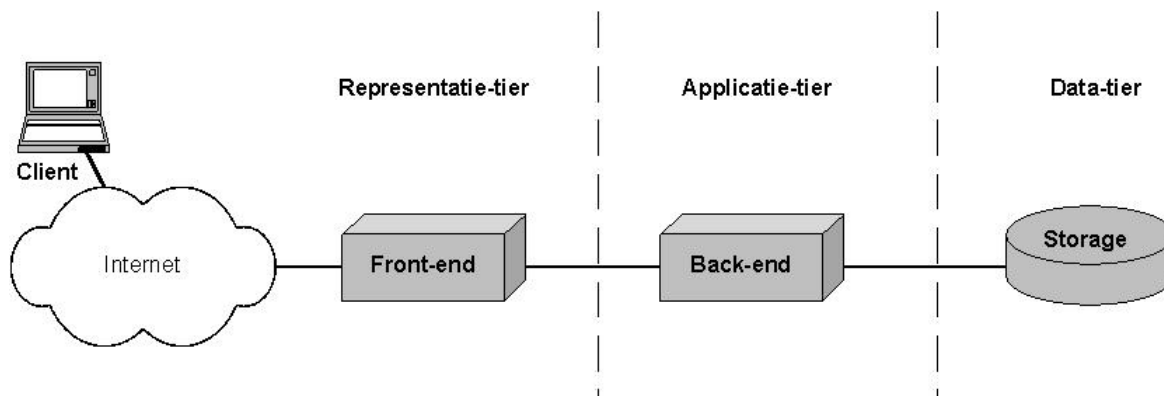 Representatie-tier
Applicatie-tier
Data-tier
Client
Internet
Front-end
Back-end
Storage